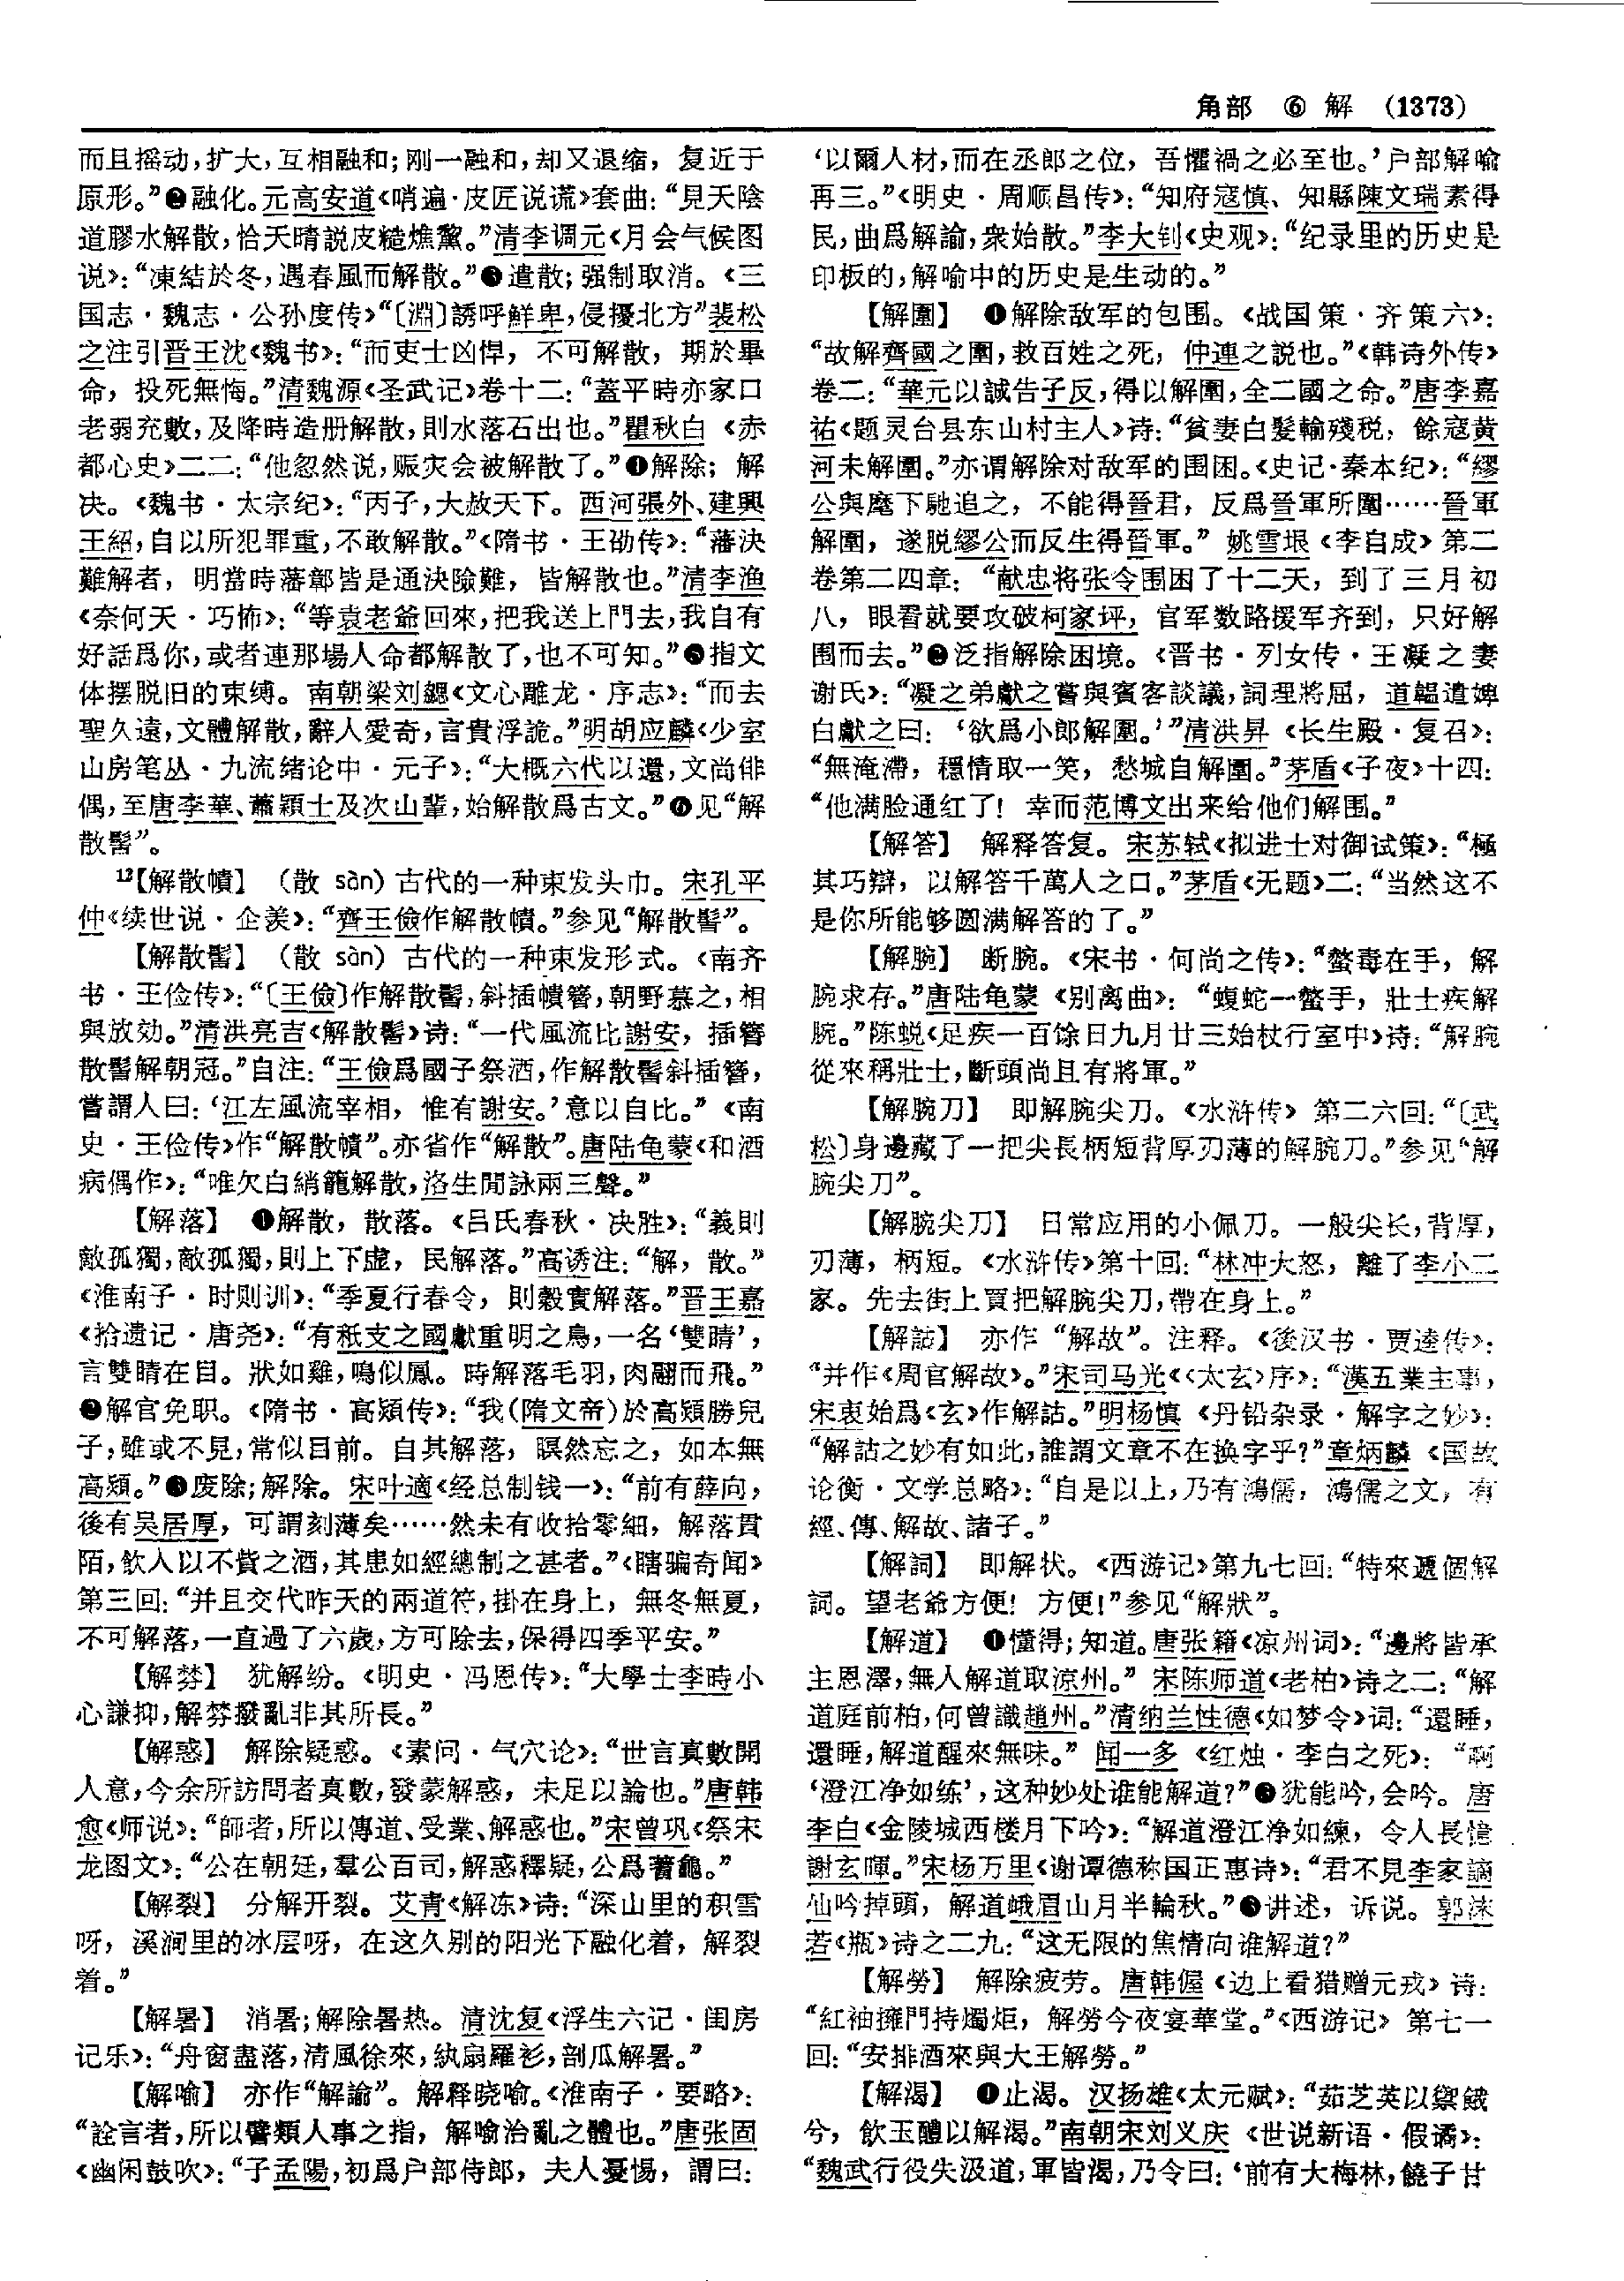 角部 ⑥ 解 (1373)
而且摇动,扩大,互相融和;刚一融和,却又退缩,复近于
原形。”❷融化。元高安道《哨遍·皮匠说谎》套曲:“見天陰
道膠水解散,恰天晴説皮糙燋黧。”清李调元《月会气候图
说》:“凍結於冬,遇春風而解散。”❸遣散;强制取消。《三
国志·魏志·公孙度传》“〔淵〕誘呼鮮卑,侵擾北方”裴松
之注引晋王沈《魏书》:“而吏士凶悍,不可解散,期於畢
命,投死無悔。”清魏源《圣武记》卷十二:“蓋平時亦家口
老弱充數,及降時造册解散,則水落石出也。”瞿秋白《赤
都心史》二二:“他忽然说,赈灾会被解散了。”❹解除;解
决。《魏书·太宗纪》:“丙子,大赦天下。西河張外、建興
王紹,自以所犯罪重,不敢解散。”《隋书·王劭传》:“蕃決
難解者,明當時蕃鄣皆是通決險難,皆解散也。”清李渔
《奈何天·巧怖》:“等袁老爺回來,把我送上門去,我自有
好話爲你,或者連那場人命都解散了,也不可知。”❺指文
体摆脱旧的束缚。南朝梁刘勰《文心雕龙·序志》:“而去
聖久遠,文體解散,辭人愛奇,言貴浮詭。”明胡应麟《少室
山房笔丛·九流绪论中·元子》:“大概六代以還,文尚俳
偶,至唐李華、蕭穎士及次山輩,始解散爲古文。”❻见“解
散髻”。
12【解散幘】 (散 sàn) 古代的一种束发头巾。宋孔平
仲《续世说·企羡》:“齊王儉作解散幘。”参见“解散髻”。
【解散髻】 (散 sàn) 古代的一种束发形式。《南齐
书·王俭传》:“〔王儉〕作解散髻,斜插幘簪,朝野慕之,相
與放効。”清洪亮吉《解散髻》诗:“一代風流比謝安,插簪
散髻解朝冠。”自注:“王儉爲國子祭酒,作解散髻斜插簪,
嘗謂人曰:‘江左風流宰相,惟有謝安。’意以自比。”《南
史·王俭传》作“解散幘”。亦省作“解散”。唐陆龟蒙《和酒
病偶作》:“唯欠白綃籠解散,洛生閒詠兩三聲。”
【解落】 ❶解散,散落。《吕氏春秋·决胜》:“義則
敵孤獨,敵孤獨,則上下虚,民解落。”高诱注:“解,散。”
《淮南子·时则训》:“季夏行春令,則穀實解落。”晋王嘉
《拾遗记·唐尧》:“有秖支之國獻重明之鳥,一名‘雙睛’,
言雙睛在目。狀如雞,鳴似鳳。時解落毛羽,肉翮而飛。”
❷解官免职。《隋书·高颎传》:“我(隋文帝)於高熲勝兒
子,雖或不見,常似目前。自其解落,瞑然忘之,如本無
高熲。”❸废除;解除。宋叶適《经总制钱一》:“前有薛向,
後有吴居厚,可謂刻薄矣……然未有收拾零細,解落貫
陌,飲人以不貲之酒,其患如經總制之甚者。”《瞎骗奇闻》
第三回:“并且交代昨天的兩道符,掛在身上,無冬無夏,
不可解落,一直過了六歲,方可除去,保得四季平安。”
【解棼】 犹解纷。《明史·冯恩传》:“大學士李時小
心謙抑,解棼撥亂非其所長。”
【解惑】 解除疑惑。《素问·气穴论》:“世言真數開
人意,今余所訪問者真數,發蒙解惑,未足以論也。”唐韩
愈《师说》:“師者,所以傳道、受業、解惑也。”宋曾巩《祭宋
龙图文》:“公在朝廷,羣公百司,解惑釋疑,公爲蓍龜。”
【解裂】 分解开裂。艾青《解冻》诗:“深山里的积雪
呀,溪涧里的冰层呀,在这久别的阳光下融化着,解裂
着。”
【解暑】 消暑;解除暑热。清沈复《浮生六记·闺房
记乐》:“舟窗盡落,清風徐來,紈扇羅衫,剖瓜解暑。”
【解喻】 亦作“解諭”。解释晓喻。《淮南子·要略》:
“詮言者,所以譬類人事之指,解喻治亂之體也。”唐张固
《幽闲鼓吹》:“子孟陽,初爲户部侍郎,夫人憂惕,謂曰:
‘以爾人材,而在丞郎之位,吾懼禍之必至也。’户部解喻
再三。”《明史·周顺昌传》:“知府寇慎、知縣陳文瑞素得
民,曲爲解諭,衆始散。”李大钊《史观》:“纪录里的历史是
印板的,解喻中的历史是生动的。”
【解圍】 ❶解除敌军的包围。《战国策·齐策六》:
“故解齊國之圍,救百姓之死,仲連之説也。”《韩诗外传》
卷二:“華元以誠告子反,得以解圍,全二國之命。”唐李嘉
祐《题灵台县东山村主人》诗:“貧妻白髮輸殘税,餘寇黄
河未解圍。”亦谓解除对敌军的围困。《史记·秦本纪》:“繆
公與麾下馳追之,不能得晉君,反爲晉軍所圍……晉軍
解圍,遂脱繆公而反生得晉軍。”姚雪垠《李自成》第二
卷第二四章:“献忠将张令围困了十二天,到了三月初
八,眼看就要攻破柯家坪,官军数路援军齐到,只好解
围而去。”❷泛指解除困境。《晋书·列女传·王凝之妻
谢氏》:“凝之弟獻之嘗與賓客談議,詞理將屈,道韞遣婢
白獻之曰:‘欲爲小郎解圍。’”清洪昇《长生殿·复召》:
“無淹滯,穩情取一笑,愁城自解圍。”茅盾《子夜》十四:
“他满脸通红了!幸而范博文出来给他们解围。”
【解答】 解释答复。宋苏轼《拟进士对御试策》:“極
其巧辯,以解答千萬人之口。”茅盾《无题》二:“当然这不
是你所能够圆满解答的了。”
【解腕】 断腕。《宋书·何尚之传》:“螫毒在手,解
腕求存。”唐陆龟蒙《别离曲》:“蝮蛇一螫手,壯士疾解
腕。”陈蜕《足疾一百馀日九月廿三始杖行室中》诗:“解腕
從來稱壯士,斷頭尚且有將軍。”
【解腕刀】 即解腕尖刀。《水浒传》第二六回:“〔武
松〕身邊藏了一把尖長柄短背厚刃薄的解腕刀。”参见“解
腕尖刀”。
【解腕尖刀】 日常应用的小佩刀。一般尖长,背厚,
刃薄,柄短。《水浒传》第十回:“林冲大怒,離了李小二
家。先去街上買把解腕尖刀,帶在身上。”
【解詁】 亦作“解故”。注释。《後汉书·贾逵传》:
“并作《周官解故》。”宋司马光《〈太玄〉序》:“漢五業主事,
宋衷始爲《玄》作解詁。”明杨慎《丹铅杂录·解字之妙》:
“解詁之妙有如此,誰謂文章不在换字乎?”章炳麟《国故
论衡·文学总略》:“自是以上,乃有鴻儒,鴻儒之文,有
經、傳、解故、諸子。”
【解詞】 即解状。《西游记》第九七回:“特來遞個解
詞。望老爺方便!方便!”参见“解狀”。
【解道】 ❶懂得;知道。唐张籍《凉州词》:“邊將皆承
主恩澤,無人解道取凉州。”宋陈师道《老柏》诗之二:“解
道庭前柏,何曾識趙州。”清纳兰性德《如梦令》词:“還睡,
還睡,解道醒來無味。”闻一多《红烛·李白之死》:“啊
‘澄江净如练’,这种妙处谁能解道?”❷犹能吟,会吟。唐
李白《金陵城西楼月下吟》:“解道澄江净如練,令人長憶
謝玄暉。”宋杨万里《谢谭德称国正惠诗》:“君不見李家謫
仙吟掉頭,解道峨眉山月半輪秋。”❸讲述,诉说。郭沫
若《瓶》诗之二九:“这无限的焦情向谁解道?”
【解勞】 解除疲劳。唐韩偓《边上看猎赠元戎》诗:
“紅袖擁門持燭炬,解勞今夜宴華堂。”《西游记》第七一
回:“安排酒來與大王解勞。”
【解渴】 ❶止渴。汉扬雄《太元赋》:“茹芝英以禦餓
兮,飲玉醴以解渴。”南朝宋刘义庆《世说新语·假谲》:
“魏武行役失汲道,軍皆渴,乃令曰:‘前有大梅林,饒子甘